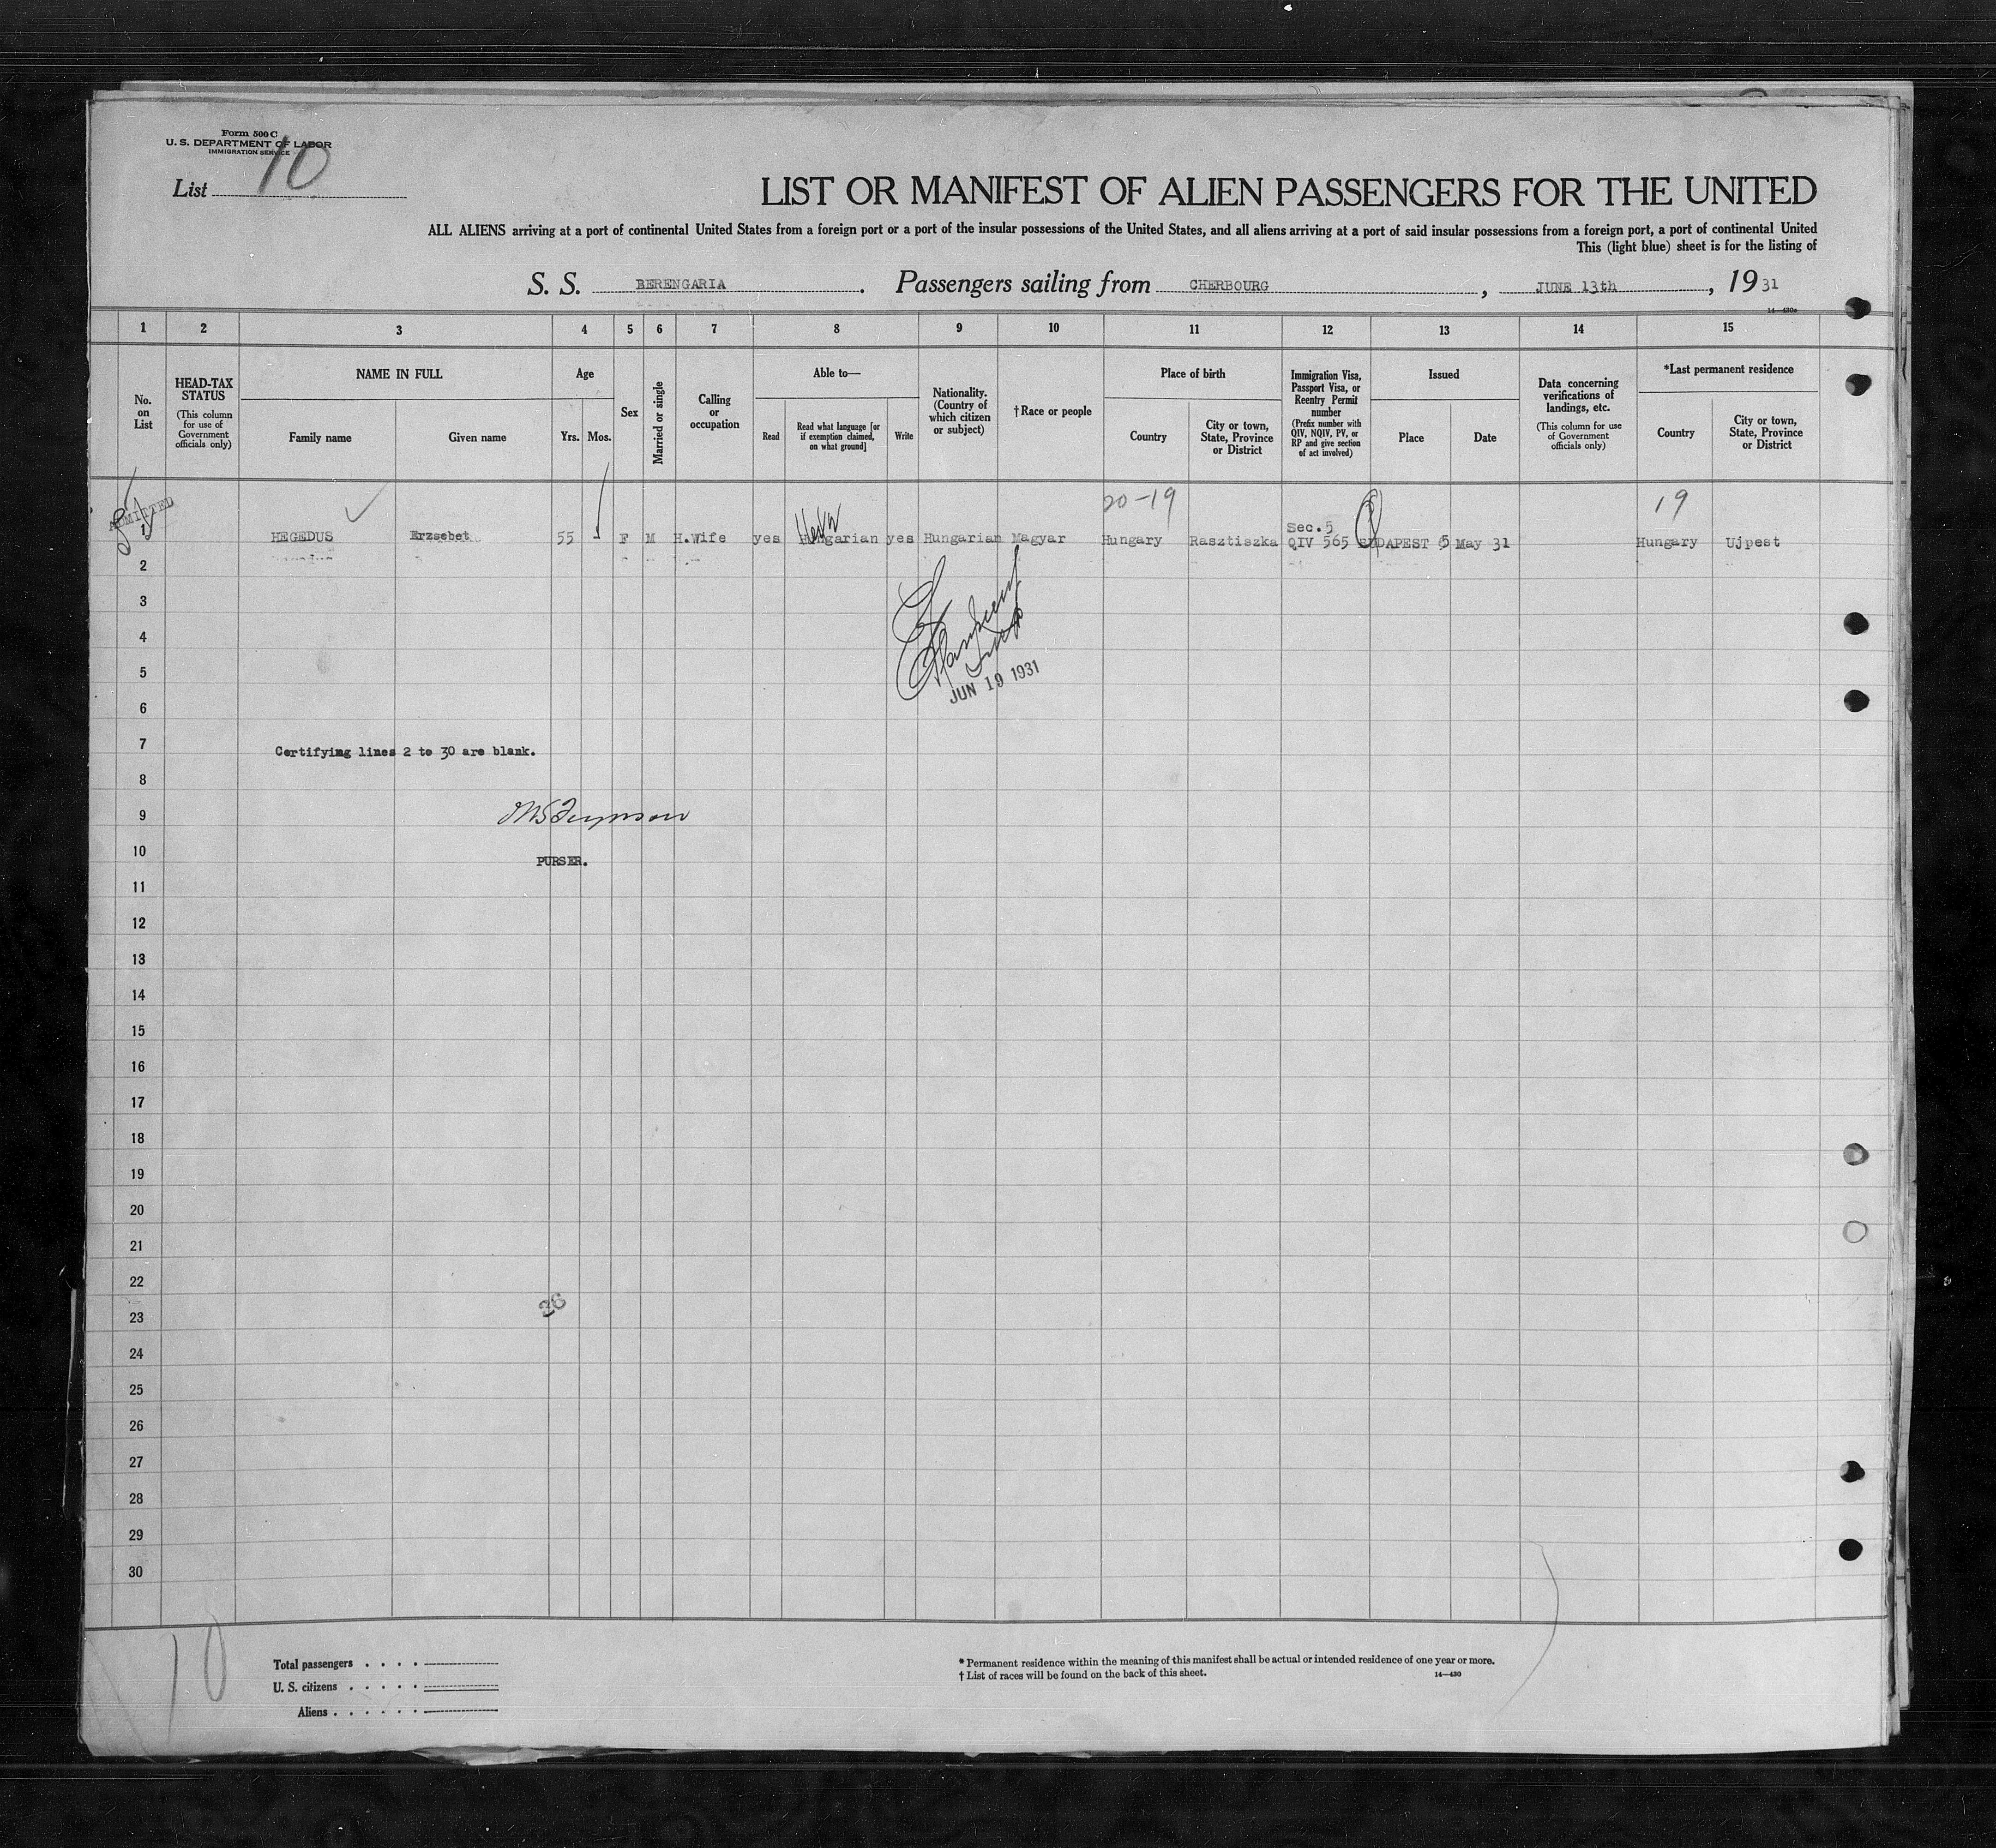 Form 500 C
U. S. DEPARTMENT OF LABOR
IMMIGRATION SERVICE
List 10
LIST OR MANIFEST OF ALIEN PASSENGERS FOR THE UNITED
ALL ALIENS arriving at a port of continental United States from a foreign port or a port of the insular possessions of the United States, and all aliens arriving at a port of said insular possessions from a foreign port, a port of continental United
This (light blue) sheet is for the listing of
S. S. BERENGARIA. Passengers sailing from CHERBOURG, JUNE 13th, 1931
14—430a
1 2 3 4 5 6 7 8 9 10 11 12 13 14 15
No. on List
HEAD-TAX STATUS (This column for use of Government officials only)
NAME IN FULL
Family name
Given name
Age
Yrs. Mos.
Sex
Married or single
Calling or occupation
Able to—
Read
Read what language [or if exemption claimed, on what ground]
Write
Nationality. (Country of which citizen or subject)
†Race or people
Place of birth
Country
City or town, State, Province or District
Immigration Visa, Passport Visa, or Reentry Permit number (Prefix number with QIV, NQIV, PV, or RP and give section of act involved)
Issued
Place
Date
Data concerning verifications of landings, etc. (This column for use of Government officials only)
*Last permanent residence
Country
City or town, State, Province or District
20-19
19
ADMITTED
Sec. 5
1 HEGEDUS Erzsebet 55 F M H.Wife yes Hungarian yes Hungarian Magyar Hungary Rasztiszka QIV 565 BUDAPEST 5 May 31 Hungary Ujpest
2
3
4
5
JUN 19 1931
6
7
Certifying lines 2 to 30 are blank.
8
9
10
PURSER.
11
12
13
14
15
16
17
18
19
20
21
22
36
23
24
25
26
27
28
29
30
10
Total passengers
U. S. citizens
Aliens
* Permanent residence within the meaning of this manifest shall be actual or intended residence of one year or more.
† List of races will be found on the back of this sheet.
14—430